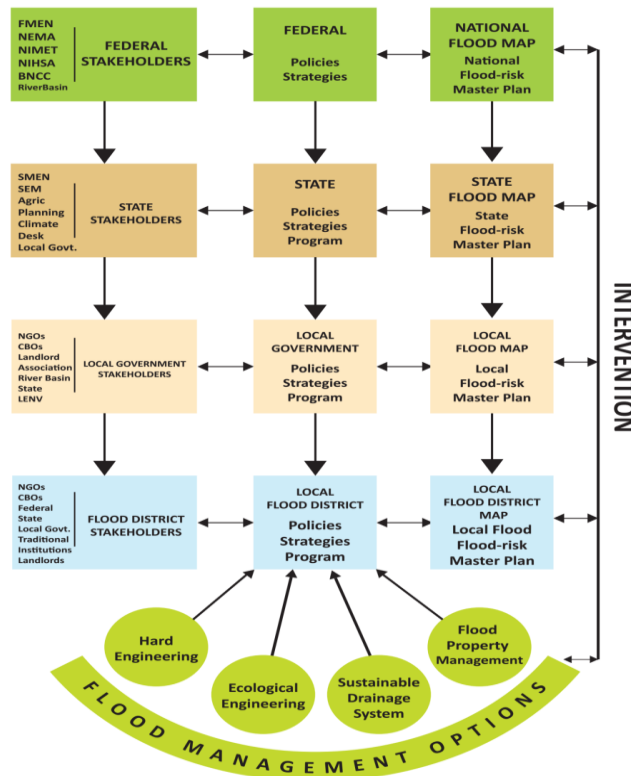 FMEN
NEMA
NIMET
NIHSA
BNCC
RiverBasin
FEDERAL
STAKEHOLDERS
FEDERAL
Policies
Strategies
NATIONAL
FLOOD MAP
National
Flood-risk
Master Plan
SMEN
SEM
Agric
Planning
Climate
Desk
Local Govt.
STATE
STAKEHOLDERS
STATE
Policies
Strategies
Program
STATE
FLOOD MAP
State
Flood-risk
Master Plan
NGOs
CBOs
Landlord
Association
River Basin
State
LENV
LOCAL GOVERNMENT
STAKEHOLDERS
LOCAL
GOVERNMENT
Policies
Strategies
Program
LOCAL
FLOOD MAP
Local
Flood-risk
Master Plan
NGOs
CBOs
Federal
State
Local Govt.
Traditional
Institutions
Landlords
FLOOD DISTRICT
STAKEHOLDERS
LOCAL
FLOOD DISTRICT
Policies
Strategies
Program
LOCAL
FLOOD DISTRICT
MAP
Local Flood
Flood-risk
Master Plan
INTERVENTION
Hard
Engineering
Ecological
Engineering
Sustainable
Drainage
System
Flood
Property
Management
FLOOD MANAGEMENT OPTIONS